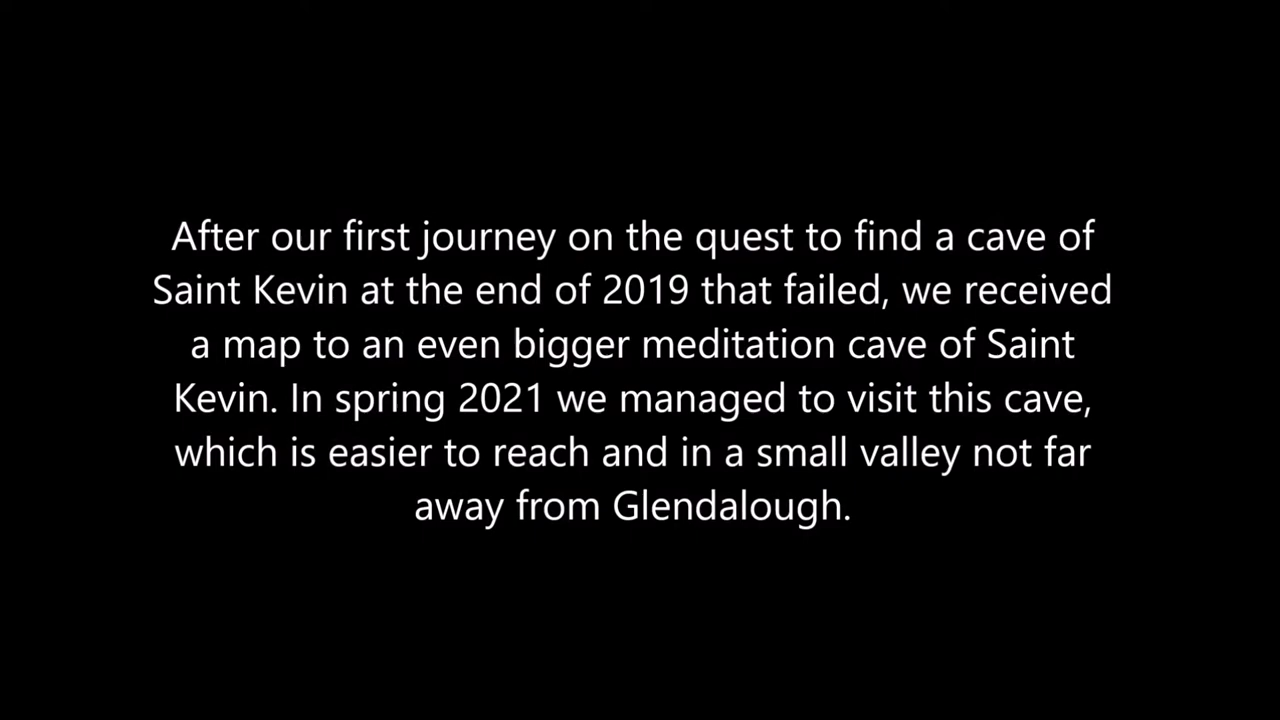 After our first journey on the quest to find a cave of
Saint Kevin at the end of 2019 that failed, we received
a map to an even bigger meditation cave of Saint
Kevin. In spring 2021 we managed to visit this cave,
which is easier to reach and in a small valley not far
away from Glendalough.